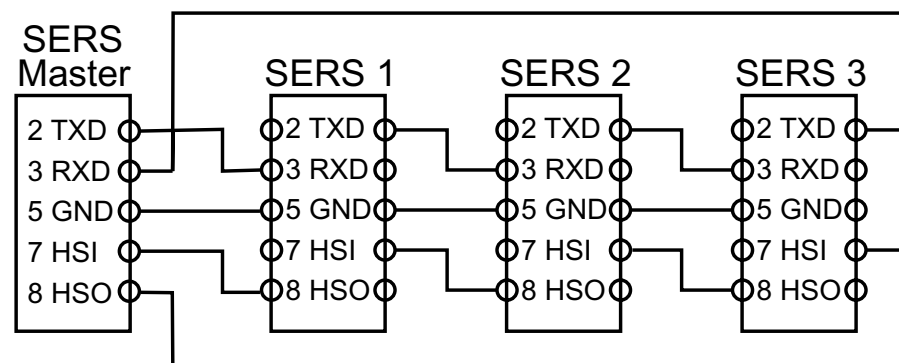 SERS
Master
2 TXD
3 RXD
5 GND
7 HSI
8 HSO
SERS 1
2 TXD
3 RXD
5 GND
7 HSI
8 HSO
SERS 2
2 TXD
3 RXD
5 GND
7 HSI
8 HSO
SERS 3
2 TXD
3 RXD
5 GND
7 HSI
8 HSO